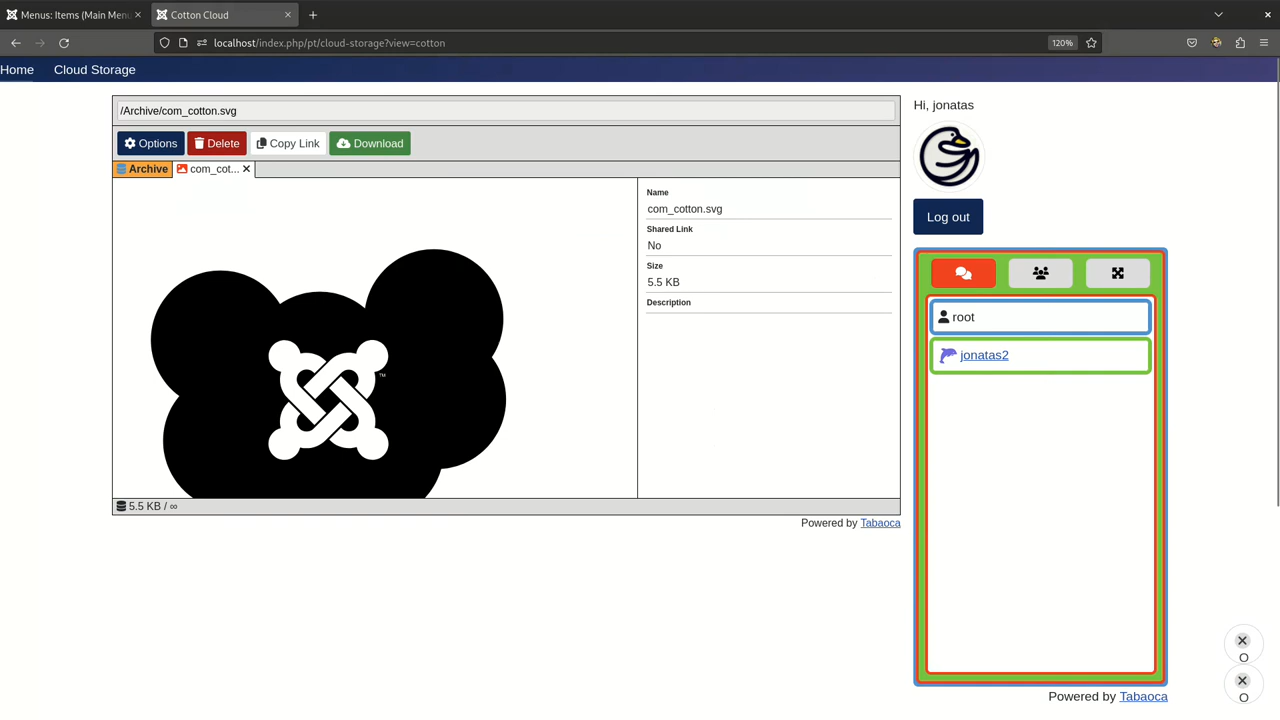 Menus: Items (Main Menu
Cotton Cloud
localhost/index.php/pt/cloud-storage?view=cotton
120%
Home
Cloud Storage
/Archive/com_cotton.svg
Options
Delete
Copy Link
Download
Archive
com_cot...
Name
com_cotton.svg
Shared Link
No
Size
5.5 KB
Description
TM
5.5 KB / ∞
Powered by Tabaoca
Hi, jonatas
Log out
root
jonatas2
Powered by Tabaoca
O
O